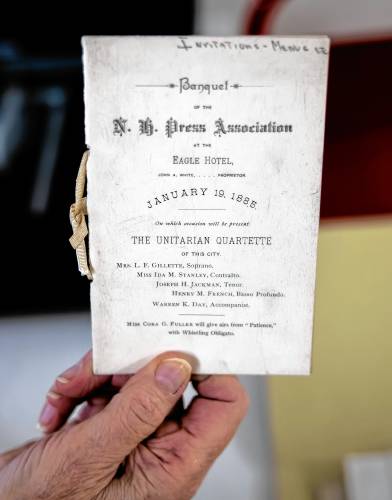 INVITATIONS - MENUS
Banquet
OF THE
N. H. Press Association
AT THE
EAGLE HOTEL,
JOHN A. WHITE, . . . . . PROPRIETOR.
JANUARY 19, 1885.
On which occasion will be present
THE UNITARIAN QUARTETTE
OF THIS CITY.
MRS. L. F. GILLETTE, Soprano.
MISS IDA M. STANLEY, Contralto.
JOSEPH H. JACKMAN, Tenor.
HENRY M. FRENCH, Basso Profundo.
WARREN K. DAY, Accompanist.
MISS CORA G. FULLER will give airs from "Patience,"
with Whistling Obligato.